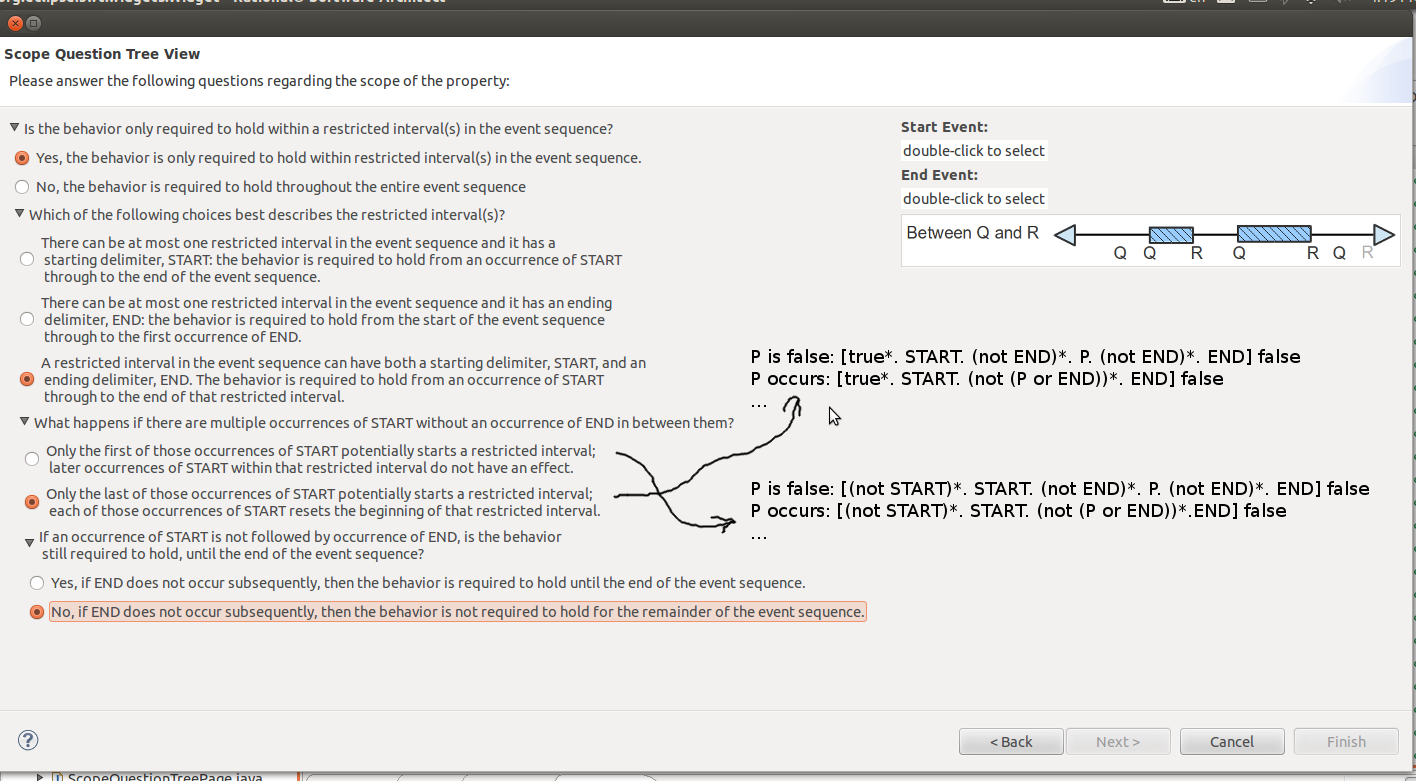 Scope Question Tree View
Please answer the following questions regarding the scope of the property:
Is the behavior only required to hold within a restricted interval(s) in the event sequence?
Yes, the behavior is only required to hold within restricted interval(s) in the event sequence.
No, the behavior is required to hold throughout the entire event sequence
Which of the following choices best describes the restricted interval(s)?
There can be at most one restricted interval in the event sequence and it has a
starting delimiter, START: the behavior is required to hold from an occurrence of START
through to the end of the event sequence.
There can be at most one restricted interval in the event sequence and it has an ending
delimiter, END: the behavior is required to hold from the start of the event sequence
through to the first occurrence of END.
A restricted interval in the event sequence can have both a starting delimiter, START, and an
ending delimiter, END. The behavior is required to hold from an occurrence of START
through to the end of that restricted interval.
What happens if there are multiple occurrences of START without an occurrence of END in between them?
Only the first of those occurrences of START potentially starts a restricted interval;
later occurrences of START within that restricted interval do not have an effect.
Only the last of those occurrences of START potentially starts a restricted interval;
each of those occurrences of START resets the beginning of that restricted interval.
If an occurrence of START is not followed by occurrence of END, is the behavior
still required to hold, until the end of the event sequence?
Yes, if END does not occur subsequently, then the behavior is required to hold until the end of the event sequence.
No, if END does not occur subsequently, then the behavior is not required to hold for the remainder of the event sequence.
Start Event:
double-click to select
End Event:
double-click to select
Between Q and R
Q Q R Q R Q R
P is false: [true*. START. (not END)*. P. (not END)*. END] false
P occurs: [true*. START. (not (P or END))*. END] false
...
P is false: [(not START)*. START. (not END)*. P. (not END)*. END] false
P occurs: [(not START)*. START. (not (P or END))*.END] false
...
?
< Back
Next >
Cancel
Finish
ScopeQuestionTreePage.java